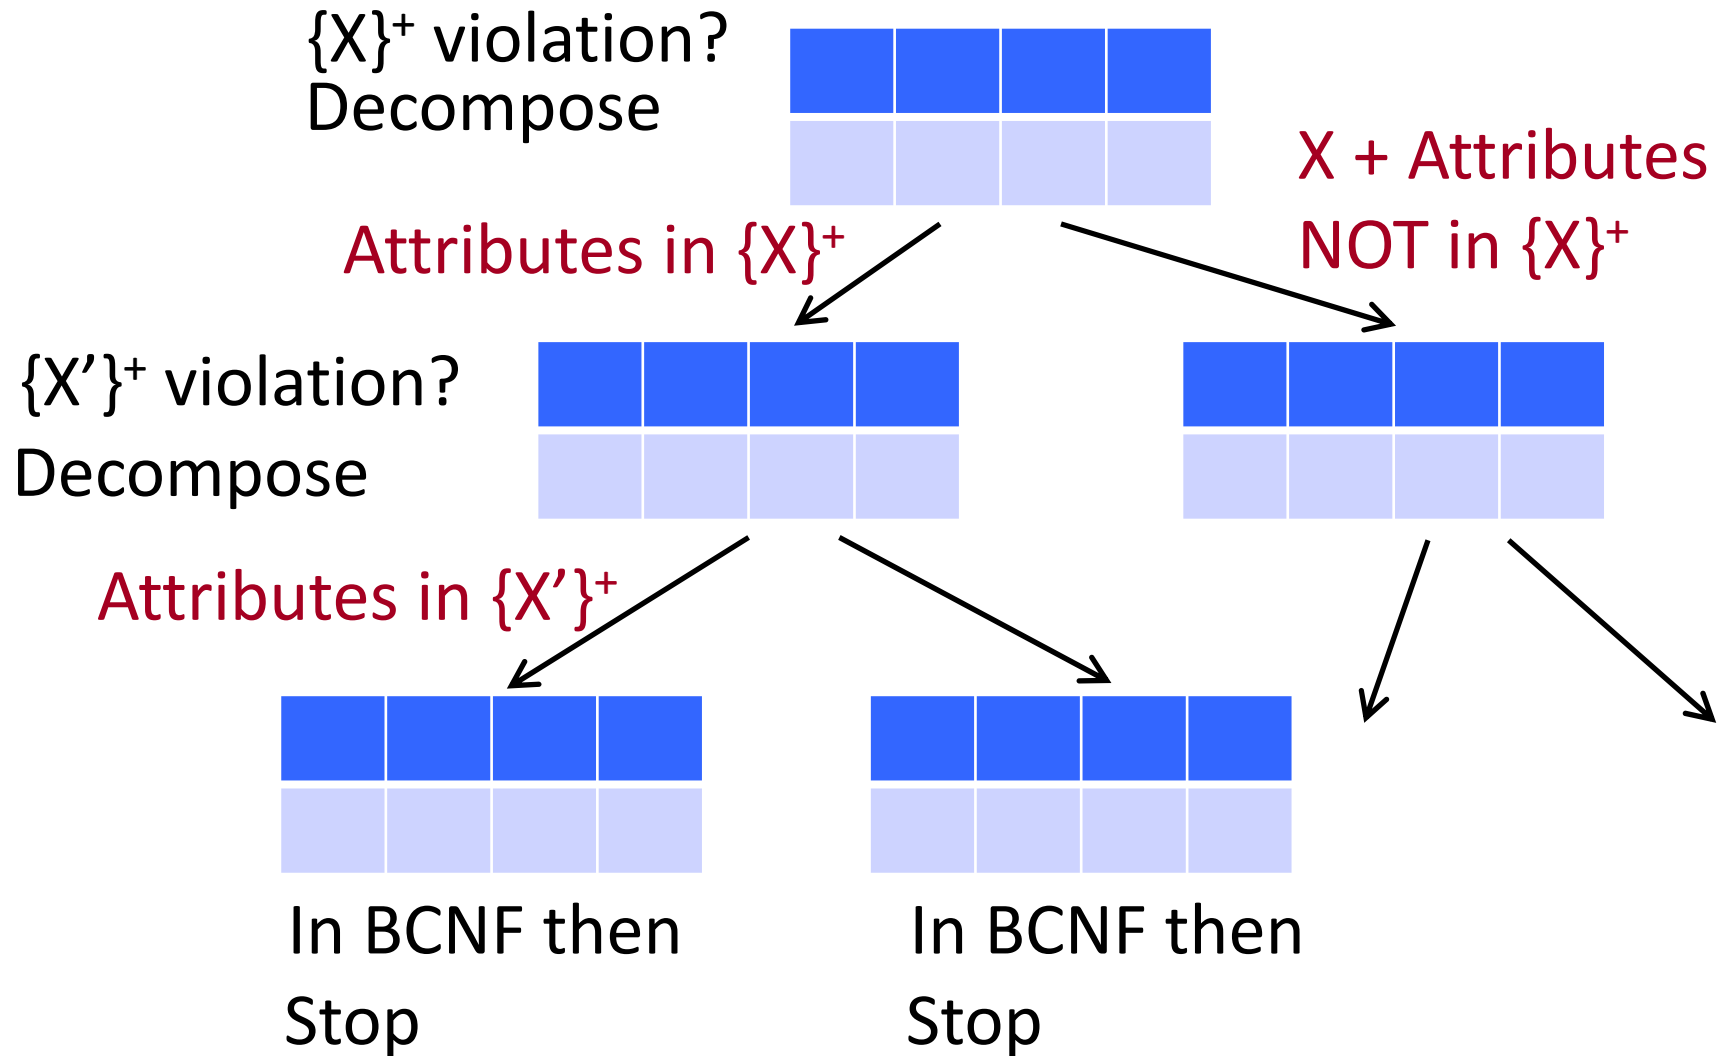 {X}⁺ violation?
Decompose
X + Attributes
NOT in {X}⁺
Attributes in {X}⁺
{X’}⁺ violation?
Decompose
Attributes in {X’}⁺
In BCNF then
Stop
In BCNF then
Stop